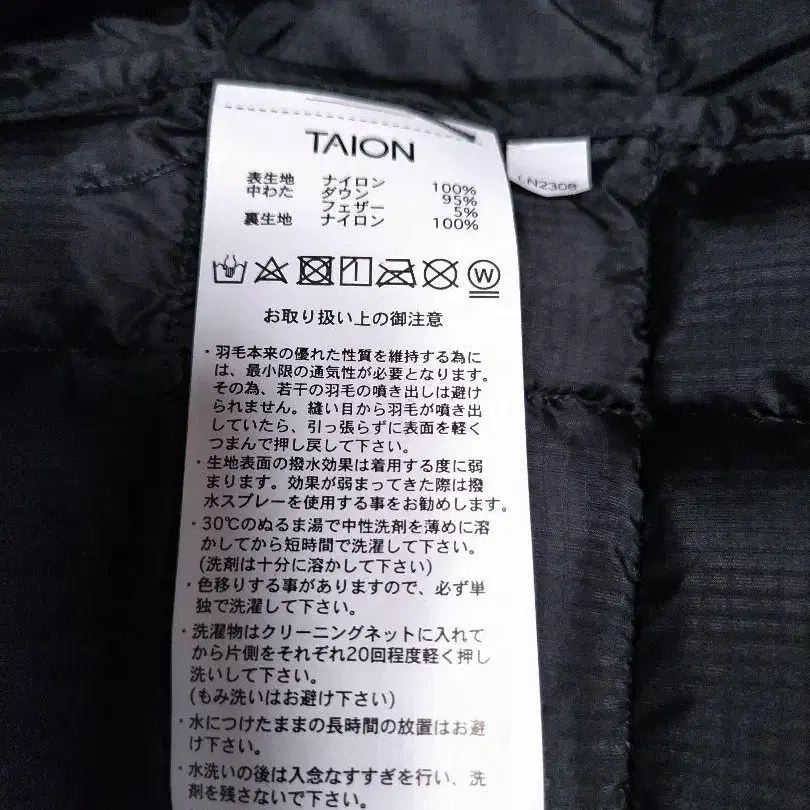 TAION
表生地 ナイロン 100%
中わた ダウン 95%
フェザー 5%
裏生地 ナイロン 100%
W
お取り扱い上の御注意
・羽毛本来の優れた性質を維持する為に
は、最小限の通気性が必要となります。
その為、若干の羽毛の噴き出しは避け
られません。縫い目から羽毛が噴き出
していたら、引っ張らずに表面を軽く
つまんで押し戻して下さい。
・生地表面の撥水効果は着用する度に弱
まります。効果が弱まってきた際は撥
水スプレーを使用する事をお勧めします。
・30℃のぬるま湯で中性洗剤を薄めに溶
かしてから短時間で洗濯して下さい。
(洗剤は十分に溶かして下さい)
・色移りする事がありますので、必ず単
独で洗濯して下さい。
・洗濯物はクリーニングネットに入れて
から片側をそれぞれ20回程度軽く押し
洗いして下さい。
(もみ洗いはお避け下さい)
・水につけたままの長時間の放置はお避
け下さい。
・水洗いの後は入念なすすぎを行い、洗
剤を残さないで下さい。